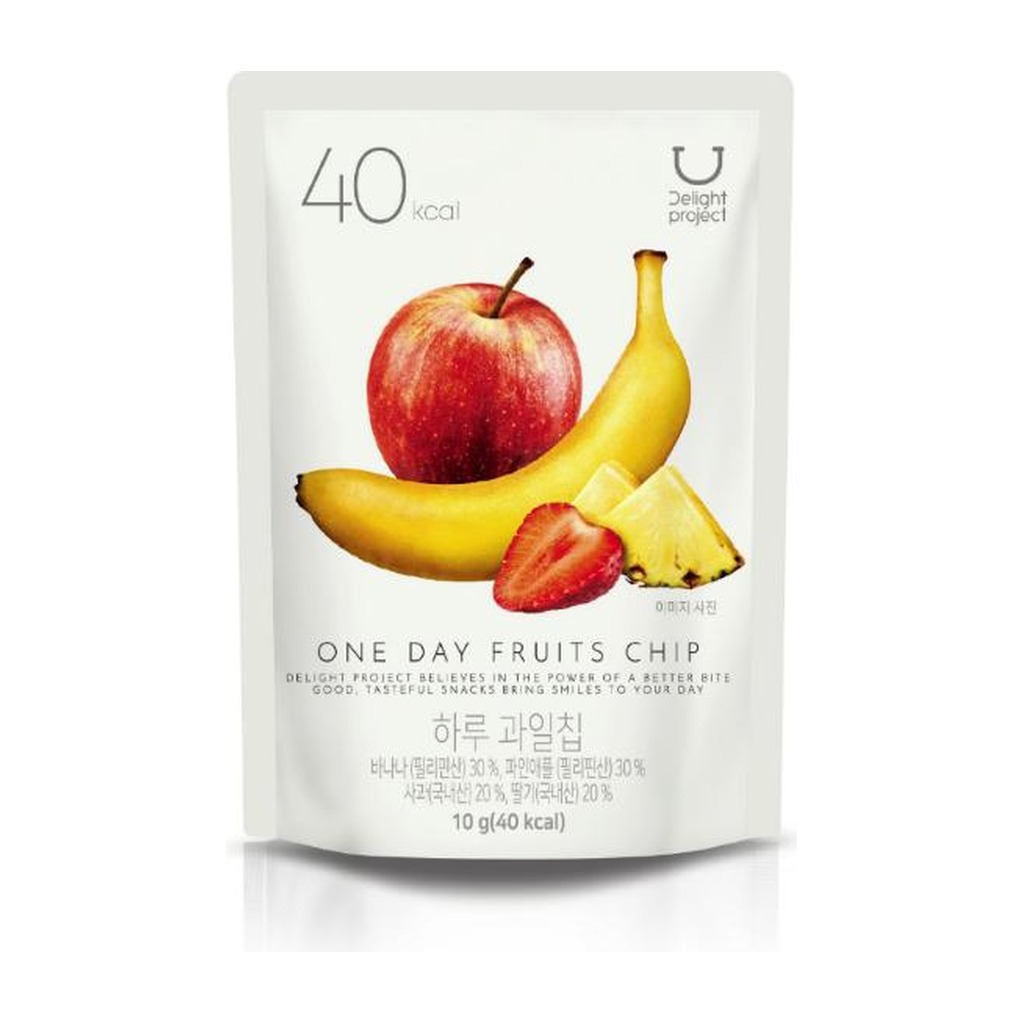 40 kcal
Delight
project
이미지 사진
ONE DAY FRUITS CHIP
DELIGHT PROJECT BELIEVES IN THE POWER OF A BETTER BITE
GOOD, TASTEFUL SNACKS BRING SMILES TO YOUR DAY
하루 과일칩
바나나 (필리핀산) 30 %, 파인애플 (필리핀산) 30 %
사과(국내산) 20 %, 딸기(국내산) 20 %
10 g(40 kcal)